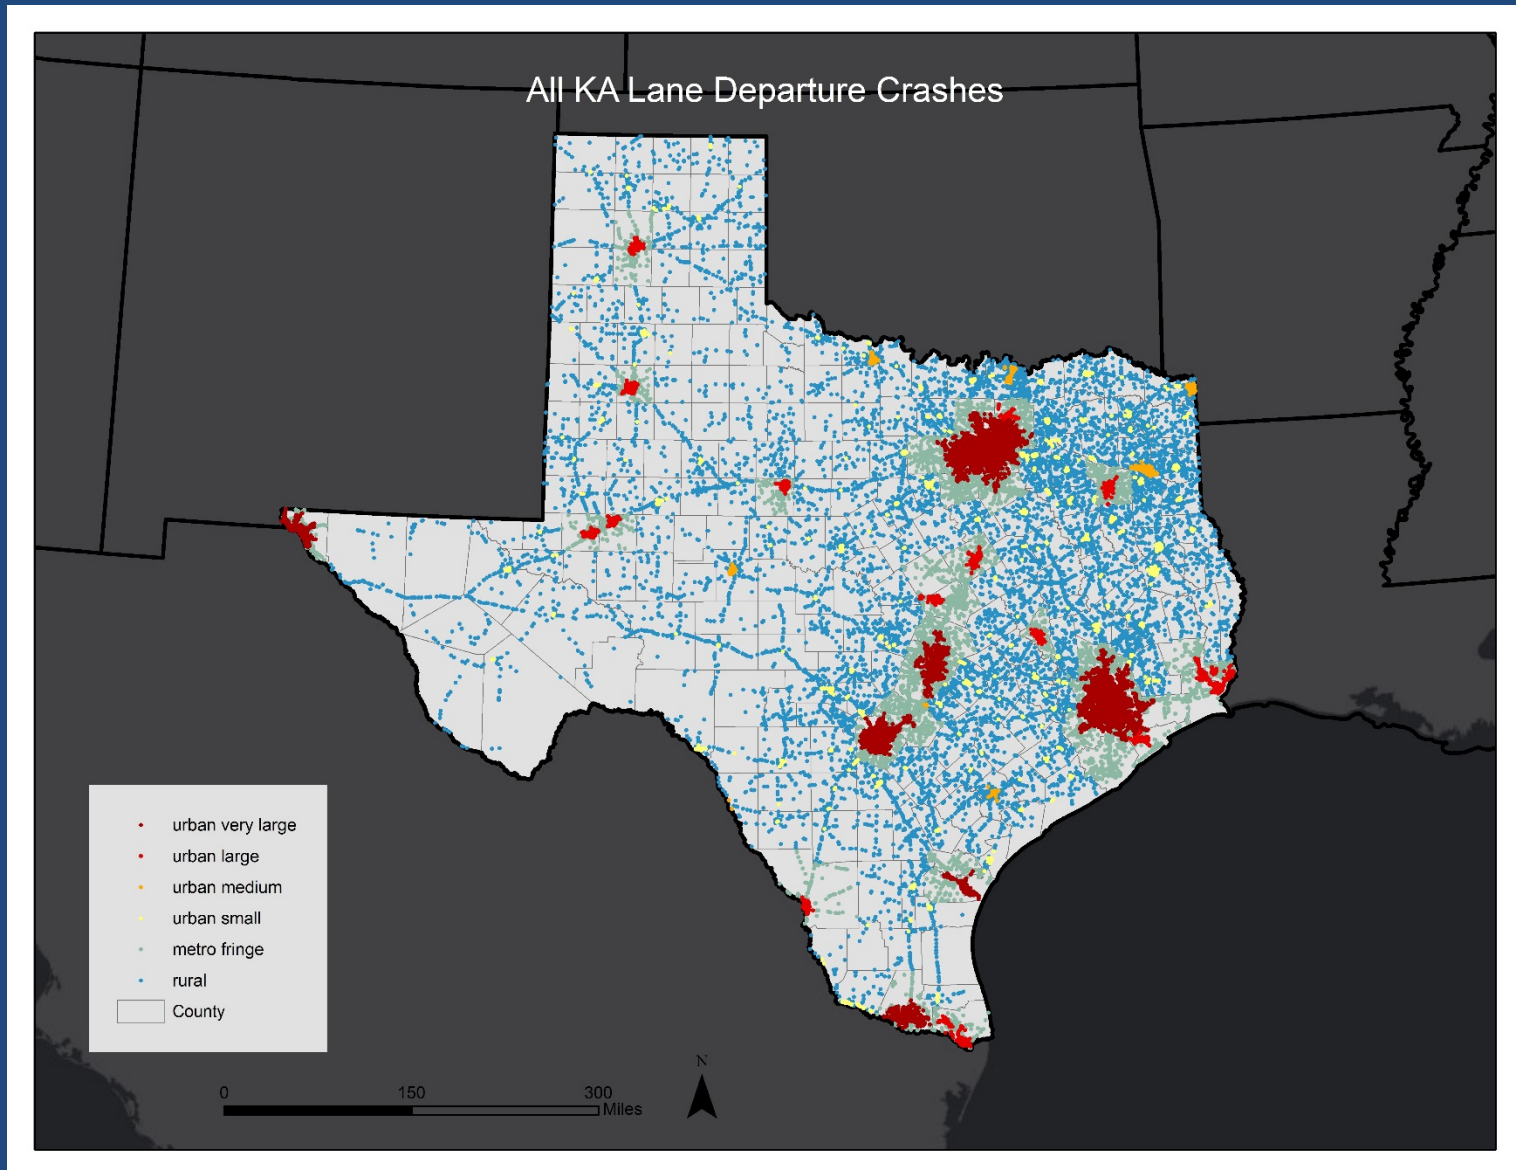 All KA Lane Departure Crashes
urban very large
urban large
urban medium
urban small
metro fringe
rural
County
N
0 150 300
Miles